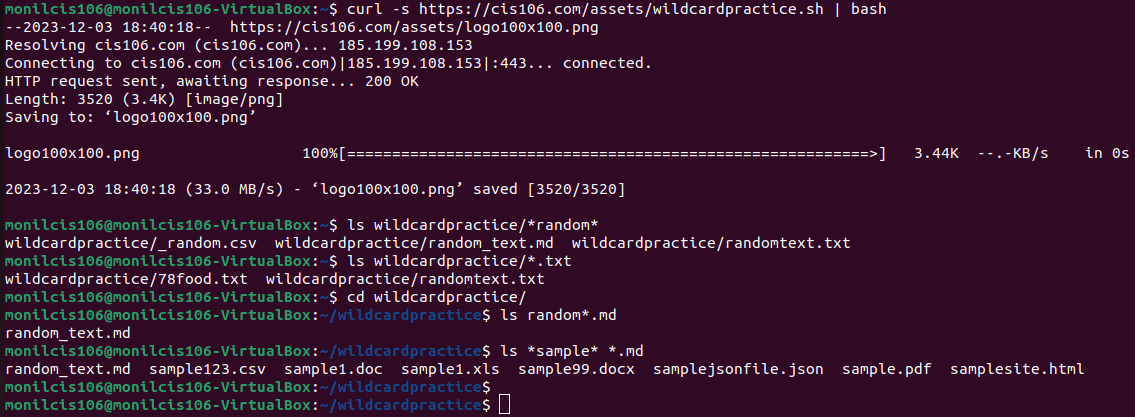 monilcis106@monilcis106-VirtualBox:~$ curl -s https://cis106.com/assets/wildcardpractice.sh | bash
--2023-12-03 18:40:18--  https://cis106.com/assets/logo100x100.png
Resolving cis106.com (cis106.com)... 185.199.108.153
Connecting to cis106.com (cis106.com)|185.199.108.153|:443... connected.
HTTP request sent, awaiting response... 200 OK
Length: 3520 (3.4K) [image/png]
Saving to: ‘logo100x100.png’
logo100x100.png                 100%[==========================================================>]   3.44K  --.-KB/s    in 0s
2023-12-03 18:40:18 (33.0 MB/s) - ‘logo100x100.png’ saved [3520/3520]
monilcis106@monilcis106-VirtualBox:~$ ls wildcardpractice/*random*
wildcardpractice/_random.csv  wildcardpractice/random_text.md  wildcardpractice/randomtext.txt
monilcis106@monilcis106-VirtualBox:~$ ls wildcardpractice/*.txt
wildcardpractice/78food.txt  wildcardpractice/randomtext.txt
monilcis106@monilcis106-VirtualBox:~$ cd wildcardpractice/
monilcis106@monilcis106-VirtualBox:~/wildcardpractice$ ls random*.md
random_text.md
monilcis106@monilcis106-VirtualBox:~/wildcardpractice$ ls *sample* *.md
random_text.md  sample123.csv  sample1.doc  sample1.xls  sample99.docx  samplejsonfile.json  sample.pdf  samplesite.html
monilcis106@monilcis106-VirtualBox:~/wildcardpractice$
monilcis106@monilcis106-VirtualBox:~/wildcardpractice$